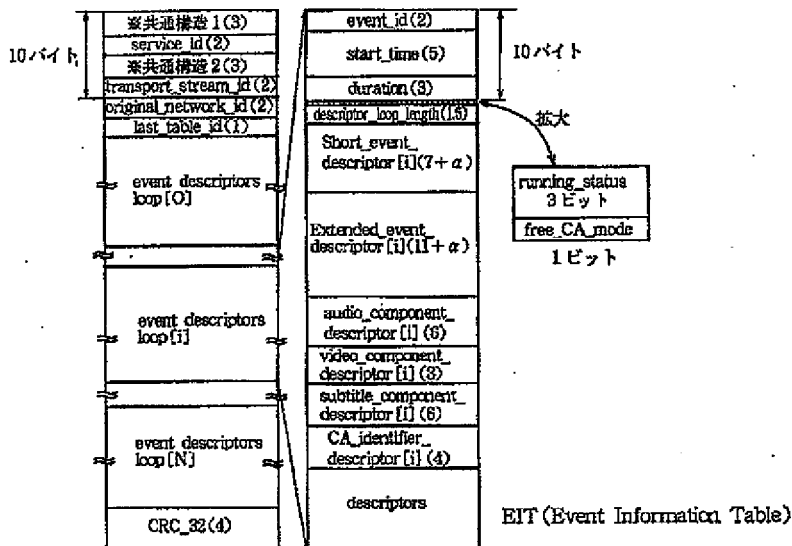 10バイト
※共通構造1(3)
service_id(2)
※共通構造2(3)
transport_stream_id(2)
original_network_id(2)
last_table_id(1)
event descriptors
loop[O]
event descriptors
loop[i]
event descriptors
loop[N]
CRC_32(4)
event_id(2)
start_time(5)
duration(3)
descriptor_loop_length(1.5)
Short_event_
descriptor[i](7+α)
Extended_event_
descriptor[i](11+α)
audio_component_
descriptor[i](6)
video_component_
descriptor[i](3)
subtitle_component_
descriptor[i](6)
CA_identifier_
descriptor[i](4)
descriptors
10バイト
拡大
running_status
3ビット
free_CA_mode
1ビット
EIT(Event Information Table)